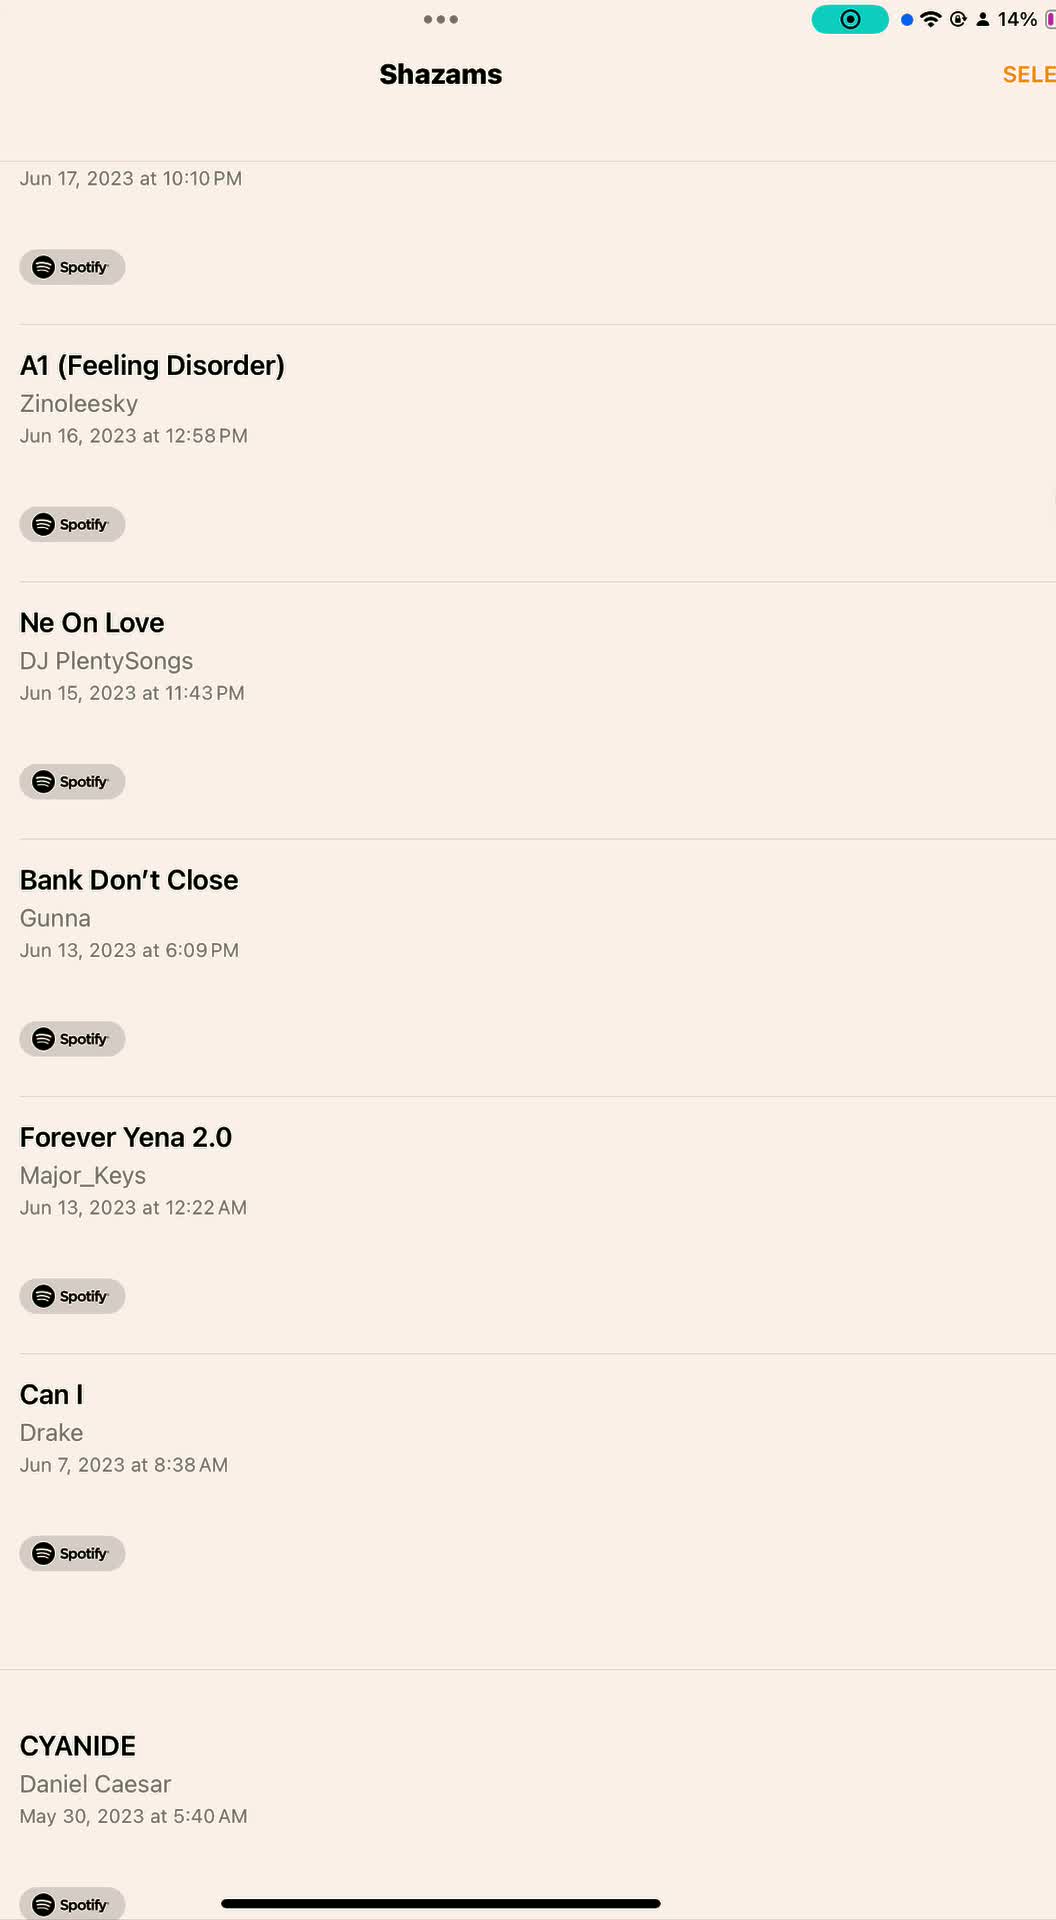 14%
Shazams
Jun 17, 2023 at 10:10 PM
Spotify
A1 (Feeling Disorder)
Zinoleesky
Jun 16, 2023 at 12:58 PM
Spotify
Ne On Love
DJ PlentySongs
Jun 15, 2023 at 11:43 PM
Spotify
Bank Don’t Close
Gunna
Jun 13, 2023 at 6:09 PM
Spotify
Forever Yena 2.0
Major_Keys
Jun 13, 2023 at 12:22 AM
Spotify
Can I
Drake
Jun 7, 2023 at 8:38 AM
Spotify
CYANIDE
Daniel Caesar
May 30, 2023 at 5:40 AM
Spotify